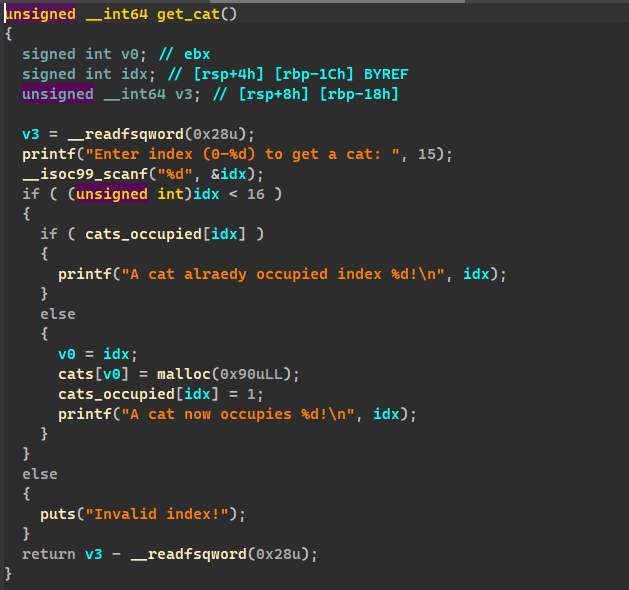 unsigned __int64 get_cat()
{
  signed int v0; // ebx
  signed int idx; // [rsp+4h] [rbp-1Ch] BYREF
  unsigned __int64 v3; // [rsp+8h] [rbp-18h]

  v3 = __readfsqword(0x28u);
  printf("Enter index (0-%d) to get a cat: ", 15);
  __isoc99_scanf("%d", &idx);
  if ( (unsigned int)idx < 16 )
  {
    if ( cats_occupied[idx] )
    {
      printf("A cat alraedy occupied index %d!\n", idx);
    }
    else
    {
      v0 = idx;
      cats[v0] = malloc(0x90uLL);
      cats_occupied[idx] = 1;
      printf("A cat now occupies %d!\n", idx);
    }
  }
  else
  {
    puts("Invalid index!");
  }
  return v3 - __readfsqword(0x28u);
}